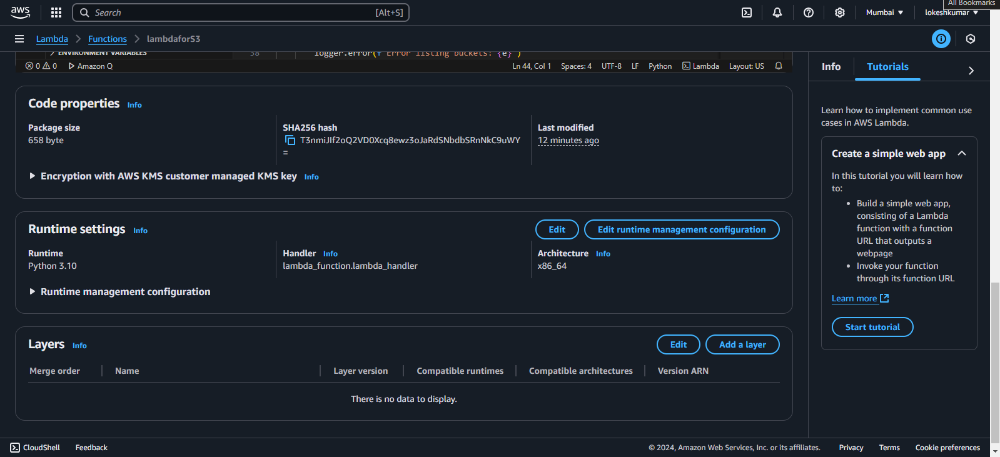 All Bookmarks
aws Search [Alt+S] Mumbai ▼ lokeshkumar ▼
Lambda > Functions > lambdaforS3
ENVIRONMENT VARIABLES 38 logger.error(f"Error listing buckets: {e}")
0 0 Amazon Q Ln 44, Col 1 Spaces: 4 UTF-8 LF Python Lambda Layout: US
Code properties Info
Package size
658 byte
SHA256 hash
T3nmiJIf2oQ2VD0Xcq8ewz3oJaRdSNbdbSRnNkC9uWY
=
Last modified
12 minutes ago
Encryption with AWS KMS customer managed KMS key Info
Runtime settings Info Edit Edit runtime management configuration
Runtime
Python 3.10
Handler Info
lambda_function.lambda_handler
Architecture Info
x86_64
Runtime management configuration
Layers Info Edit Add a layer
Merge order Name Layer version Compatible runtimes Compatible architectures Version ARN
There is no data to display.
Info Tutorials
Learn how to implement common use
cases in AWS Lambda.
Create a simple web app
In this tutorial you will learn how
to:
• Build a simple web app,
consisting of a Lambda
function with a function
URL that outputs a
webpage
• Invoke your function
through its function URL
Learn more
Start tutorial
CloudShell Feedback © 2024, Amazon Web Services, Inc. or its affiliates. Privacy Terms Cookie preferences